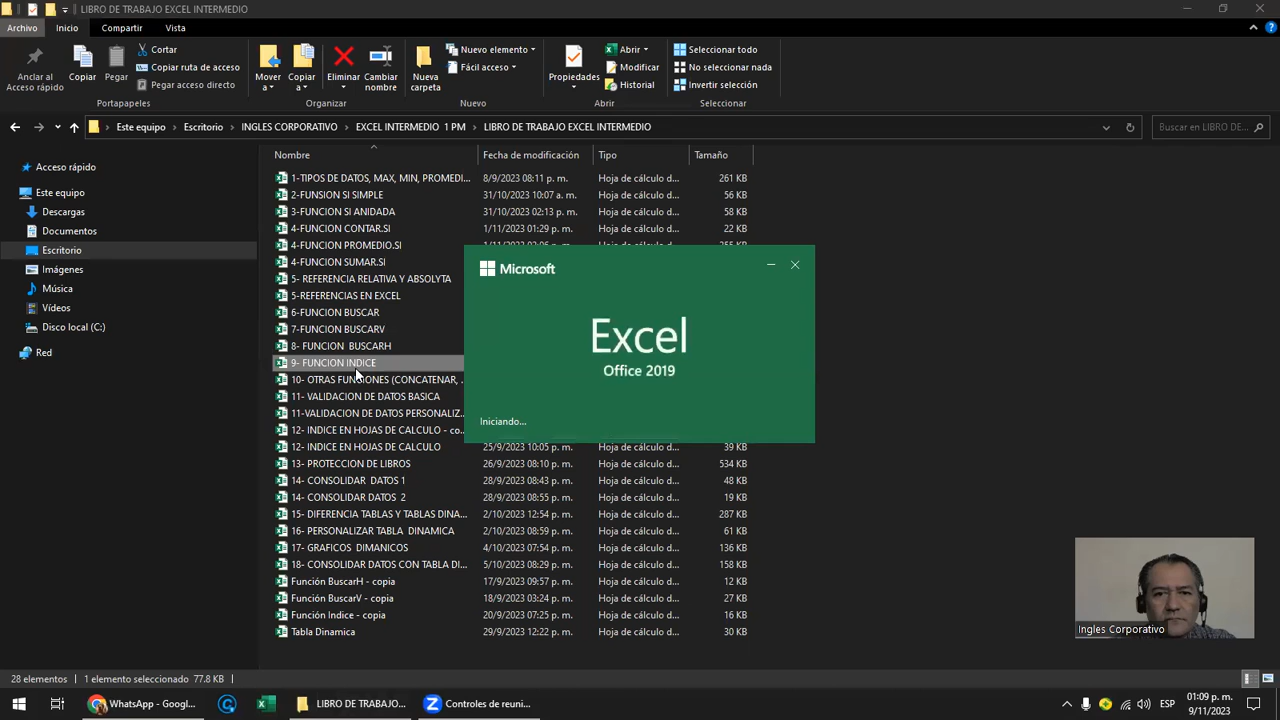 LIBRO DE TRABAJO EXCEL INTERMEDIO
Archivo Inicio Compartir Vista
Anclar al Acceso rápido
Copiar
Pegar
Cortar
Copiar ruta de acceso
Pegar acceso directo
Portapapeles
Mover a
Copiar a
Eliminar
Cambiar nombre
Organizar
Nueva carpeta
Nuevo elemento
Fácil acceso
Nuevo
Propiedades
Abrir
Modificar
Historial
Abrir
Seleccionar todo
No seleccionar nada
Invertir selección
Seleccionar
Este equipo > Escritorio > INGLES CORPORATIVO > EXCEL INTERMEDIO 1 PM > LIBRO DE TRABAJO EXCEL INTERMEDIO
Buscar en LIBRO DE...
Acceso rápido
Este equipo
Descargas
Documentos
Escritorio
Imágenes
Música
Vídeos
Disco local (C:)
Red
Nombre Fecha de modificación Tipo Tamaño
1-TIPOS DE DATOS, MAX, MIN, PROMEDI... 8/9/2023 08:11 p. m. Hoja de cálculo d... 261 KB
2-FUNSION SI SIMPLE 31/10/2023 10:07 a. m. Hoja de cálculo d... 56 KB
3-FUNCION SI ANIDADA 31/10/2023 02:13 p. m. Hoja de cálculo d... 58 KB
4-FUNCION CONTAR.SI 1/11/2023 01:29 p. m. Hoja de cálculo d... 22 KB
4-FUNCION PROMEDIO.SI
4-FUNCION SUMAR.SI
5- REFERENCIA RELATIVA Y ABSOLYTA
5-REFERENCIAS EN EXCEL
6-FUNCION BUSCAR
7-FUNCION BUSCARV
8- FUNCION BUSCARH
9- FUNCION INDICE
10- OTRAS FUNCIONES (CONCATENAR, ...
11- VALIDACION DE DATOS BASICA
11-VALIDACION DE DATOS PERSONALIZ...
12- INDICE EN HOJAS DE CALCULO - co...
12- INDICE EN HOJAS DE CALCULO 25/9/2023 10:05 p. m. Hoja de cálculo d... 39 KB
13- PROTECCION DE LIBROS 26/9/2023 08:10 p. m. Hoja de cálculo d... 534 KB
14- CONSOLIDAR DATOS 1 28/9/2023 08:43 p. m. Hoja de cálculo d... 48 KB
14- CONSOLIDAR DATOS 2 28/9/2023 08:55 p. m. Hoja de cálculo d... 19 KB
15- DIFERENCIA TABLAS Y TABLAS DINA... 2/10/2023 12:54 p. m. Hoja de cálculo d... 287 KB
16- PERSONALIZAR TABLA DINAMICA 2/10/2023 08:59 p. m. Hoja de cálculo d... 61 KB
17- GRAFICOS DIMANICOS 4/10/2023 07:54 p. m. Hoja de cálculo d... 136 KB
18- CONSOLIDAR DATOS CON TABLA DI... 5/10/2023 08:29 p. m. Hoja de cálculo d... 158 KB
Función BuscarH - copia 17/9/2023 09:57 p. m. Hoja de cálculo d... 12 KB
Función BuscarV - copia 18/9/2023 03:24 p. m. Hoja de cálculo d... 27 KB
Función Indice - copia 20/9/2023 07:25 p. m. Hoja de cálculo d... 16 KB
Tabla Dinamica 29/9/2023 12:22 p. m. Hoja de cálculo d... 30 KB
Microsoft
Excel
Office 2019
Iniciando...
Ingles Corporativo
28 elementos 1 elemento seleccionado 77.8 KB
WhatsApp - Googl...
LIBRO DE TRABAJO...
Controles de reuni...
ESP
01:09 p. m.
9/11/2023